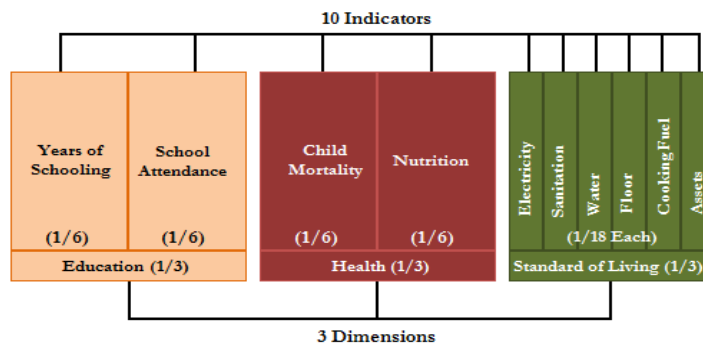 10 Indicators
Years of
Schooling
(1/6)
School
Attendance
(1/6)
Education (1/3)
Child
Mortality
(1/6)
Nutrition
(1/6)
Health (1/3)
Electricity
Sanitation
Water
Floor
Cooking Fuel
Assets
(1/18 Each)
Standard of Living (1/3)
3 Dimensions